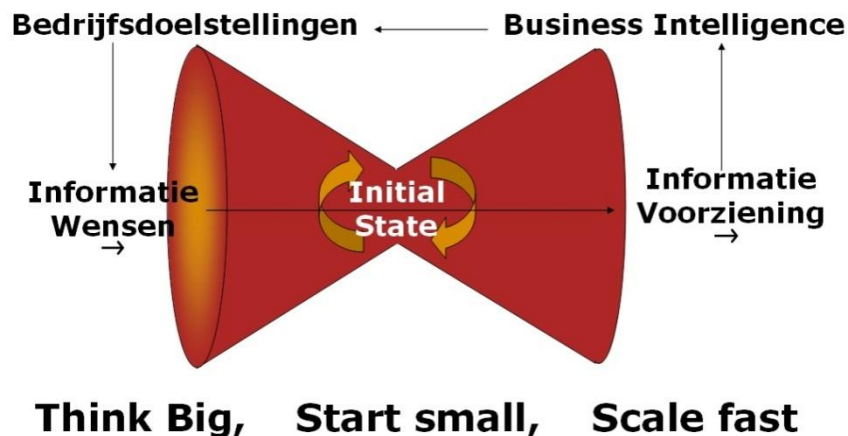 Bedrijfsdoelstellingen
Business Intelligence
Informatie
Wensen
→
Initial
State
Informatie
Voorziening
→
Think Big, Start small, Scale fast